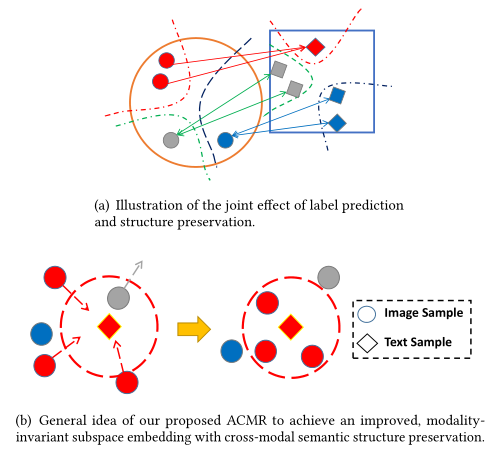 (a) Illustration of the joint effect of label prediction
and structure preservation.
Image Sample
Text Sample
(b) General idea of our proposed ACMR to achieve an improved, modality-
invariant subspace embedding with cross-modal semantic structure preservation.